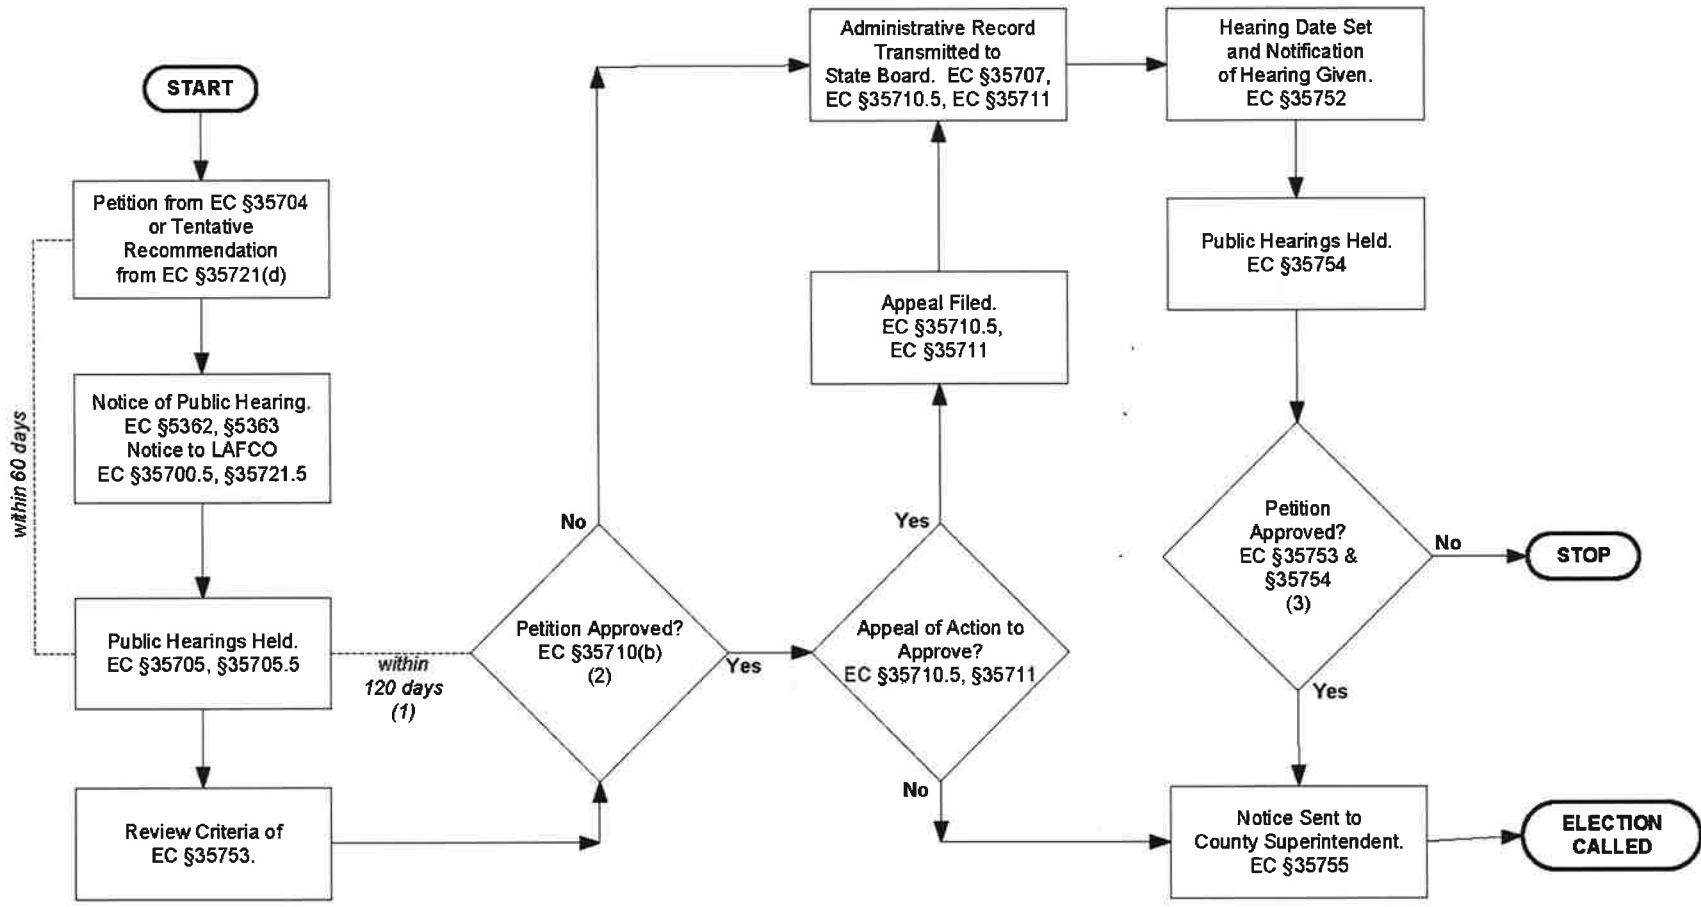 START
Petition from EC §35704
or Tentative
Recommendation
from EC §35721(d)
within 60 days
Notice of Public Hearing.
EC §5362, §5363
Notice to LAFCO
EC §35700.5, §35721.5
Public Hearings Held.
EC §35705, §35705.5
within
120 days
(1)
Review Criteria of
EC §35753.
No
Petition Approved?
EC §35710(b)
(2)
Yes
Administrative Record
Transmitted to
State Board. EC §35707,
EC §35710.5, EC §35711
Appeal Filed.
EC §35710.5,
EC §35711
Yes
Appeal of Action to
Approve?
EC §35710.5, §35711
No
Hearing Date Set
and Notification
of Hearing Given.
EC §35752
Public Hearings Held.
EC §35754
Petition
Approved?
EC §35753 &
§35754
(3)
No
STOP
Yes
Notice Sent to
County Superintendent.
EC §35755
ELECTION
CALLED